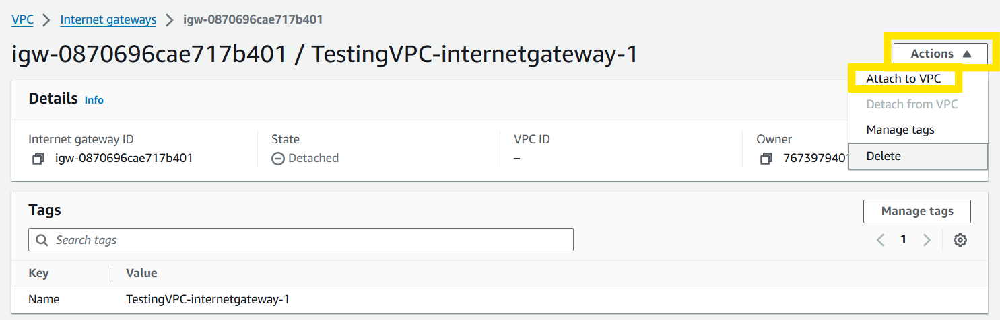 VPC > Internet gateways > igw-0870696cae717b401
igw-0870696cae717b401 / TestingVPC-internetgateway-1
Actions
Attach to VPC
Detach from VPC
Manage tags
Delete
Details Info
Internet gateway ID
igw-0870696cae717b401
State
Detached
VPC ID
–
Owner
767397940
Tags
Manage tags
Search tags
1
Key Value
Name TestingVPC-internetgateway-1